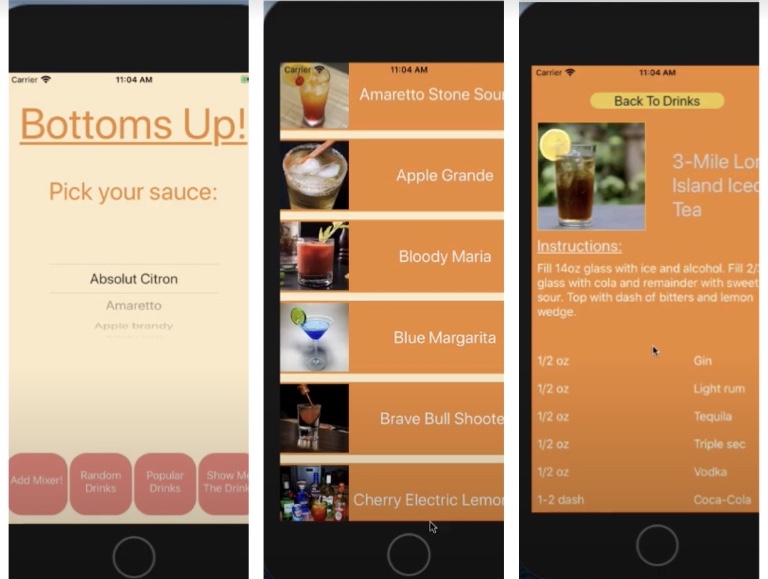 Carrier
11:04 AM
Bottoms Up!
Pick your sauce:
Absolut Citron
Amaretto
Apple brandy
Add Mixer!
Random
Drinks
Popular
Drinks
Show Me
The Drink
Carrier
11:04 AM
Amaretto Stone Sour
Apple Grande
Bloody Maria
Blue Margarita
Brave Bull Shoote
Cherry Electric Lemon
Carrier
11:04 AM
Back To Drinks
3-Mile Lon
Island Iced
Tea
Instructions:
Fill 14oz glass with ice and alcohol. Fill 2/3
glass with cola and remainder with sweet
sour. Top with dash of bitters and lemon
wedge.
1/2 oz Gin
1/2 oz Light rum
1/2 oz Tequila
1/2 oz Triple sec
1/2 oz Vodka
1-2 dash Coca-Cola